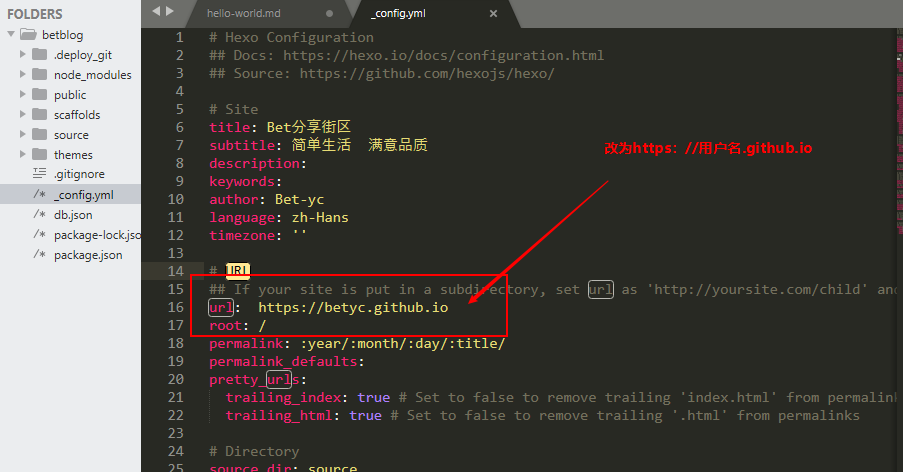 FOLDERS
betblog
.deploy_git
node_modules
public
scaffolds
source
themes
.gitignore
_config.yml
db.json
package-lock.jso
package.json
hello-world.md
_config.yml
1 # Hexo Configuration
2 ## Docs: https://hexo.io/docs/configuration.html
3 ## Source: https://github.com/hexojs/hexo/
4
5 # Site
6 title: Bet分享街区
7 subtitle: 简单生活  满意品质
8 description:
9 keywords:
10 author: Bet-yc
11 language: zh-Hans
12 timezone: ''
13
14 # URL
15 ## If your site is put in a subdirectory, set url as 'http://yoursite.com/child' and
16 url:  https://betyc.github.io
17 root: /
18 permalink: :year/:month/:day/:title/
19 permalink_defaults:
20 pretty_urls:
21 trailing_index: true # Set to false to remove trailing 'index.html' from permalin
22 trailing_html: true # Set to false to remove trailing '.html' from permalinks
23
24 # Directory
25 source_dir: source
改为https：//用户名.github.io